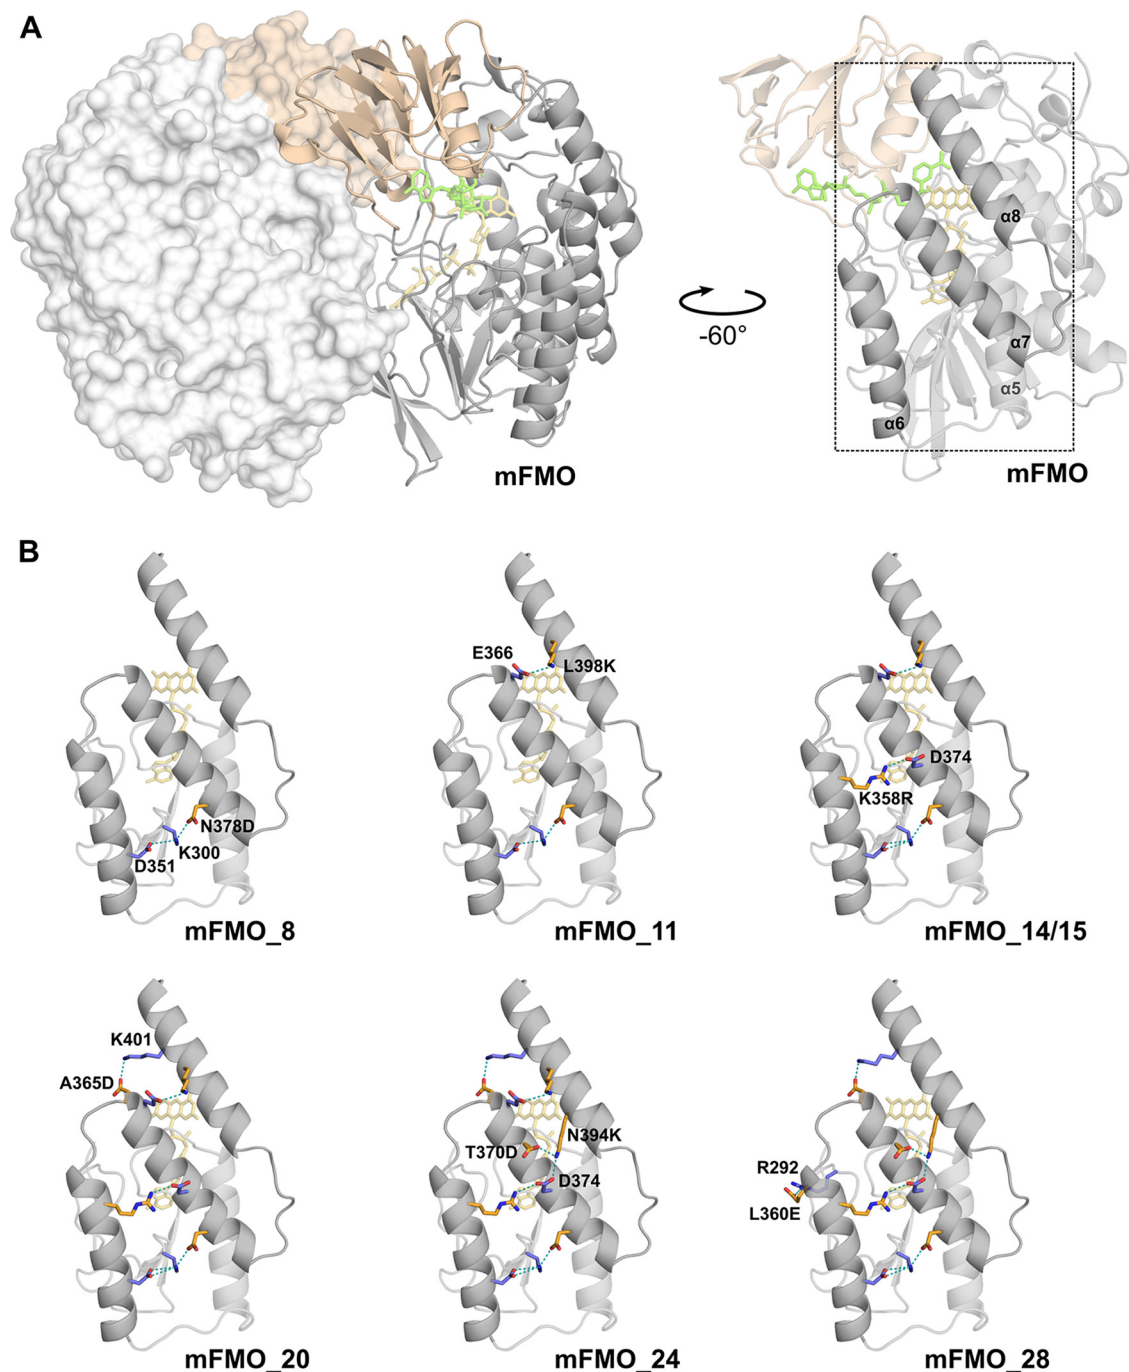 A
α8
-60°
α7
α5
α6
mFMO
mFMO
B
E366
L398K
D374
K358R
N378D
K300
D351
mFMO_8
mFMO_11
mFMO_14/15
K401
A365D
N394K
T370D
D374
R292
L360E
mFMO_20
mFMO_24
mFMO_28